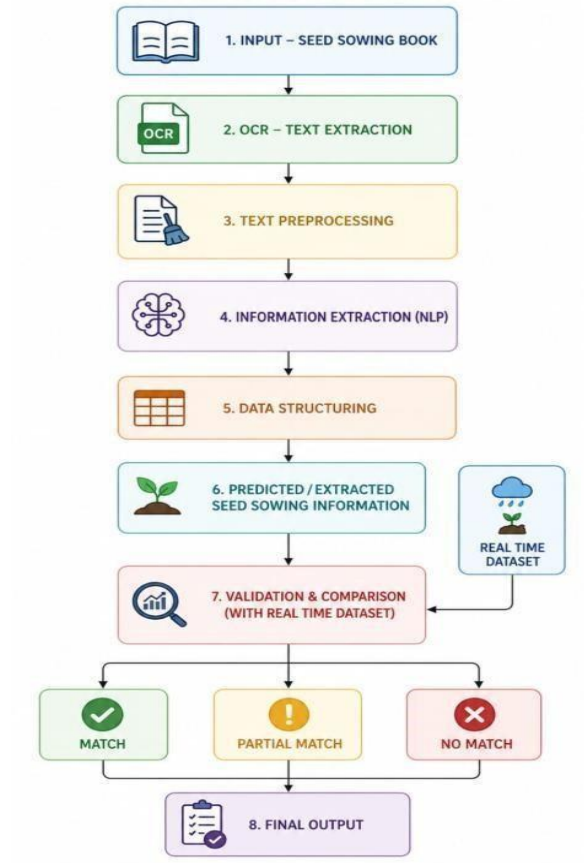 1. INPUT – SEED SOWING BOOK
OCR
2. OCR – TEXT EXTRACTION
3. TEXT PREPROCESSING
4. INFORMATION EXTRACTION (NLP)
5. DATA STRUCTURING
6. PREDICTED / EXTRACTED
SEED SOWING INFORMATION
REAL TIME
DATASET
7. VALIDATION & COMPARISON
(WITH REAL TIME DATASET)
MATCH
PARTIAL MATCH
NO MATCH
8. FINAL OUTPUT